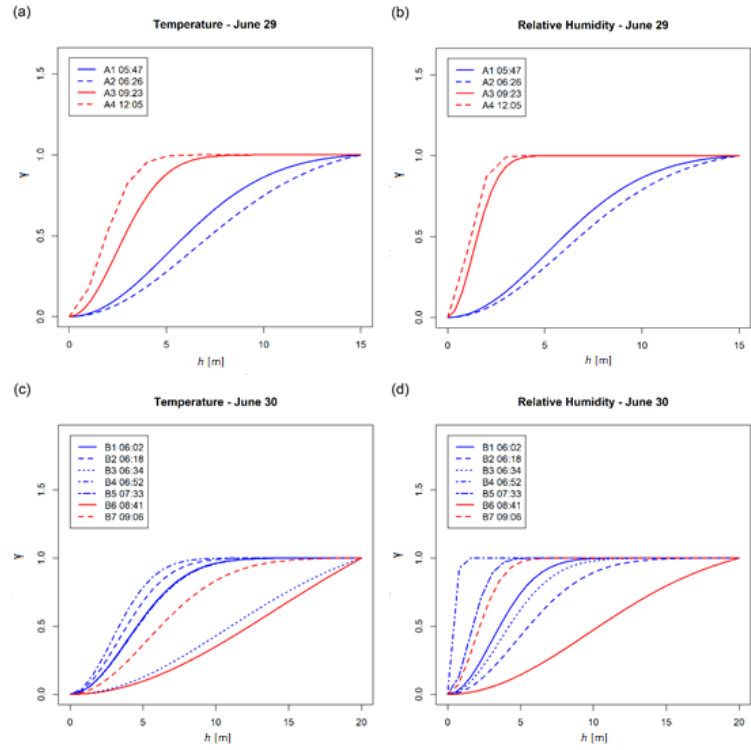 (a)
Temperature - June 29
A1 05:47
A2 06:26
A3 09:23
A4 12:05
γ
1.5
1.0
0.5
0.0
0 5 10 15
h [m]
(b)
Relative Humidity - June 29
A1 05:47
A2 06:26
A3 09:23
A4 12:05
γ
1.5
1.0
0.5
0.0
0 5 10 15
h [m]
(c)
Temperature - June 30
B1 06:02
B2 06:18
B3 06:34
B4 06:52
B5 07:33
B6 08:41
B7 09:06
γ
1.5
1.0
0.5
0.0
0 5 10 15 20
h [m]
(d)
Relative Humidity - June 30
B1 06:02
B2 06:18
B3 06:34
B4 06:52
B5 07:33
B6 08:41
B7 09:06
γ
1.5
1.0
0.5
0.0
0 5 10 15 20
h [m]